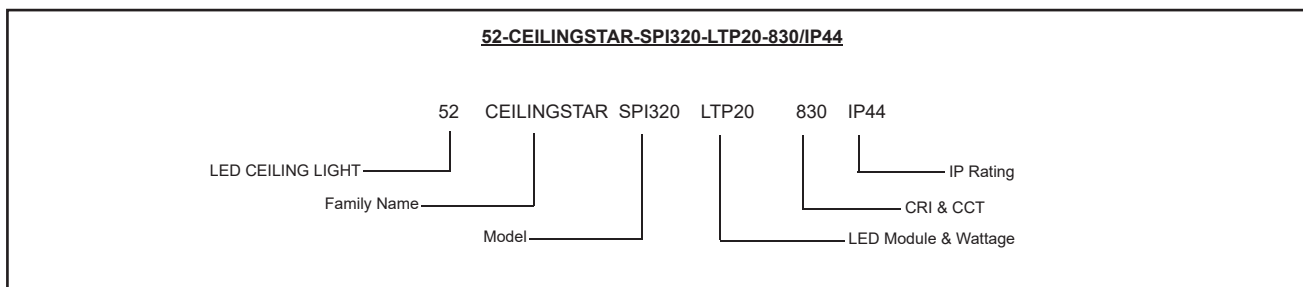 52-CEILINGSTAR-SPI320-LTP20-830/IP44
52 CEILINGSTAR SPI320 LTP20 830 IP44
LED CEILING LIGHT
IP Rating
Family Name
CRI & CCT
Model
LED Module & Wattage